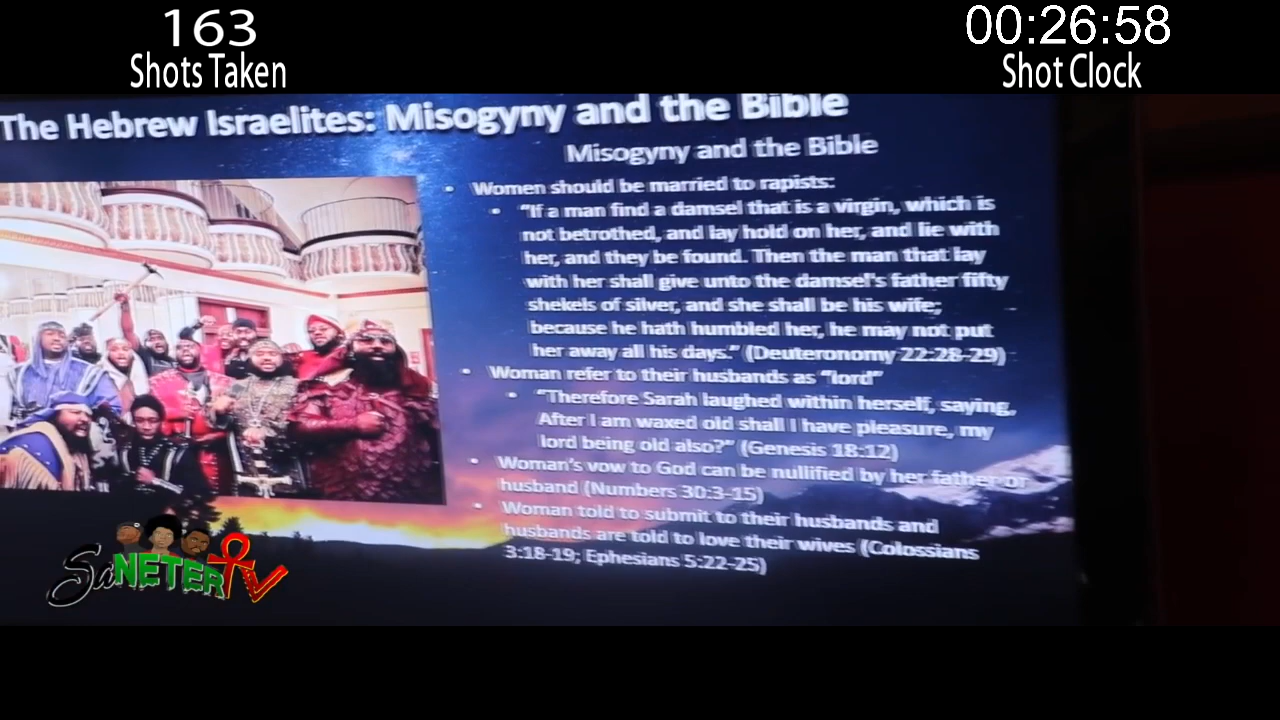 163
Shots Taken
00:26:58
Shot Clock
The Hebrew Israelites: Misogyny and the Bible
Misogyny and the Bible
• Women should be married to rapists:
• "If a man find a damsel that is a virgin, which is
not betrothed, and lay hold on her, and lie with
her, and they be found. Then the man that lay
with her shall give unto the damsel's father fifty
shekels of silver, and she shall be his wife;
because he hath humbled her, he may not put
her away all his days." (Deuteronomy 22:28-29)
• Woman refer to their husbands as "lord"
• "Therefore Sarah laughed within herself, saying,
After I am waxed old shall I have pleasure, my
lord being old also?" (Genesis 18:12)
• Woman's vow to God can be nullified by her father or
husband (Numbers 30:3-15)
• Woman told to submit to their husbands and
husbands are told to love their wives (Colossians
3:18-19; Ephesians 5:22-25)
SaNETERTV